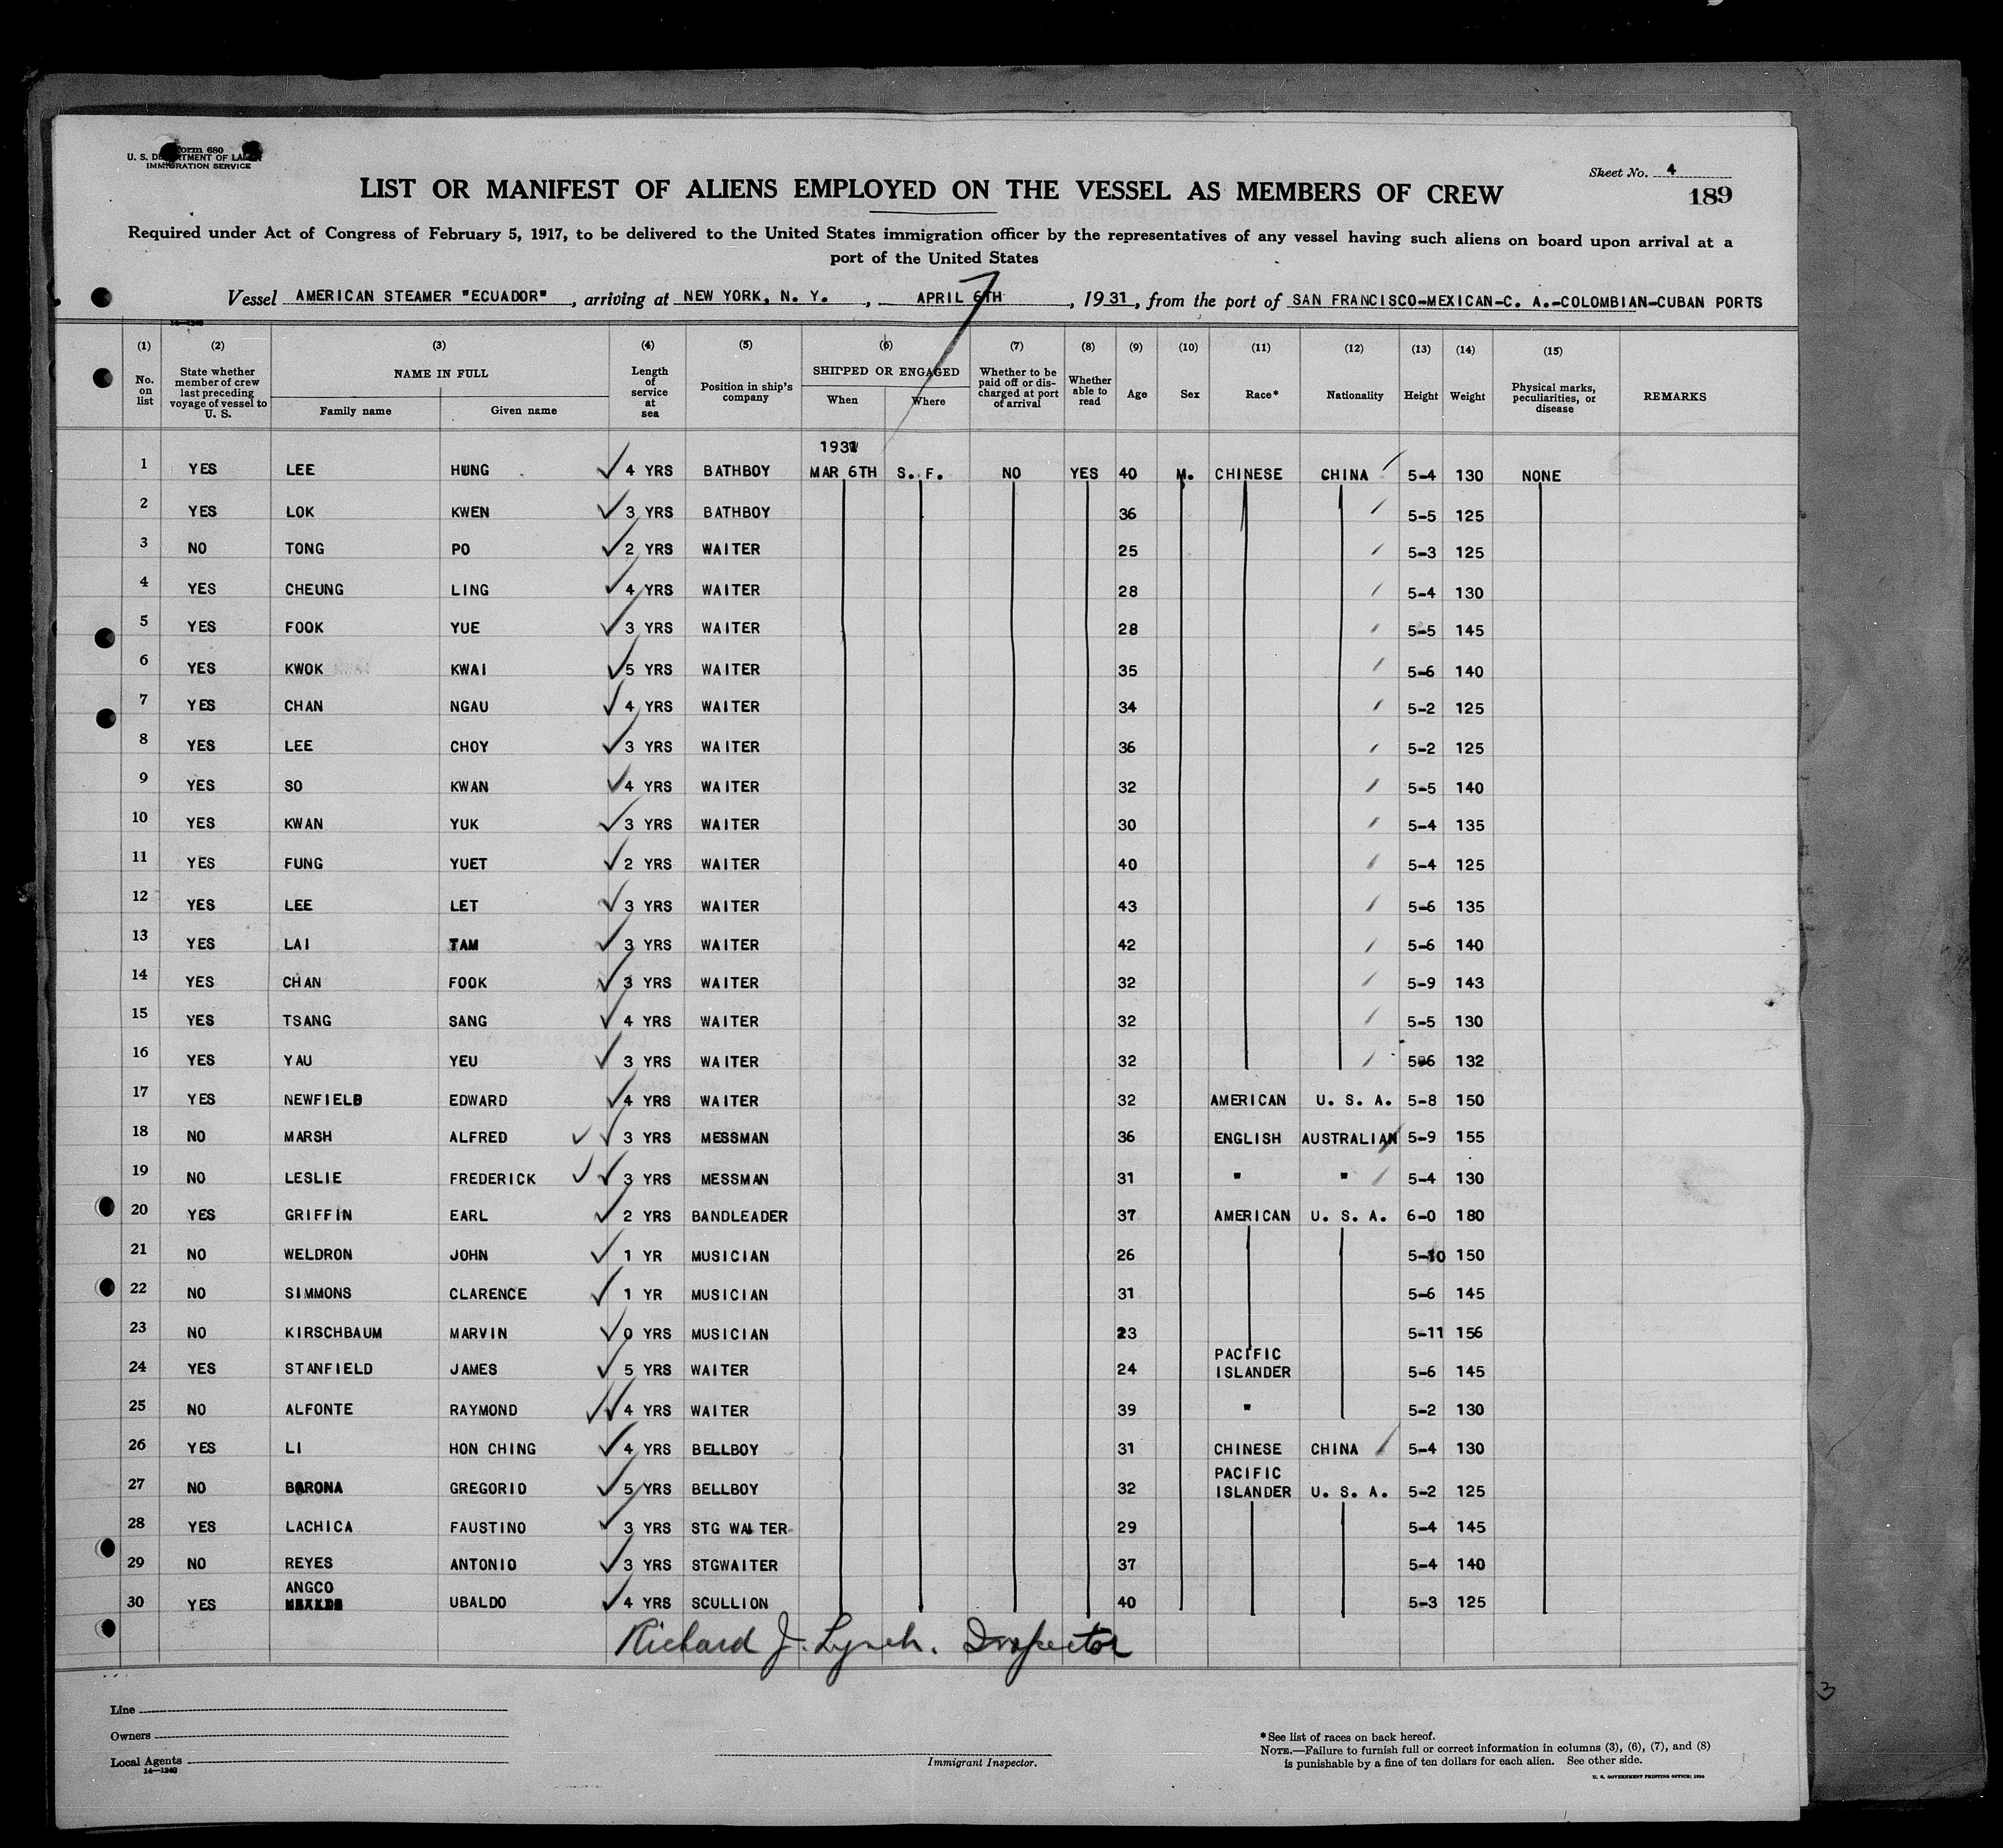 Form 680
U. S. DEPARTMENT OF LABOR
IMMIGRATION SERVICE
Sheet No. 4
189
LIST OR MANIFEST OF ALIENS EMPLOYED ON THE VESSEL AS MEMBERS OF CREW
Required under Act of Congress of February 5, 1917, to be delivered to the United States immigration officer by the representatives of any vessel having such aliens on board upon arrival at a
port of the United States
Vessel AMERICAN STEAMER "ECUADOR", arriving at NEW YORK, N. Y., APRIL 6TH 7, 1931, from the port of SAN FRANCISCO-MEXICAN-C. A.-COLOMBIAN-CUBAN PORTS
14-1240
(1) (2) (3) (4) (5) (6) (7) (8) (9) (10) (11) (12) (13) (14) (15)
No. on list State whether member of crew last preceding voyage of vessel to U. S. NAME IN FULL Family name Given name Length of service at sea Position in ship's company SHIPPED OR ENGAGED When Where Whether to be paid off or discharged at port of arrival Whether able to read Age Sex Race* Nationality Height Weight Physical marks, peculiarities, or disease REMARKS
1931
1 YES LEE HUNG 4 YRS BATHBOY MAR 6TH S. F. NO YES 40 M. CHINESE CHINA 5-4 130 NONE
2 YES LOK KWEN 3 YRS BATHBOY 36 5-5 125
3 NO TONG PO 2 YRS WAITER 25 5-3 125
4 YES CHEUNG LING 4 YRS WAITER 28 5-4 130
5 YES FOOK YUE 3 YRS WAITER 28 5-5 145
6 YES KWOK KWAI 5 YRS WAITER 35 5-6 140
7 YES CHAN NGAU 4 YRS WAITER 34 5-2 125
8 YES LEE CHOY 3 YRS WAITER 36 5-2 125
9 YES SO KWAN 4 YRS WAITER 32 5-5 140
10 YES KWAN YUK 3 YRS WAITER 30 5-4 135
11 YES FUNG YUET 2 YRS WAITER 40 5-4 125
12 YES LEE LET 3 YRS WAITER 43 5-6 135
13 YES LAI TAM 3 YRS WAITER 42 5-6 140
14 YES CHAN FOOK 3 YRS WAITER 32 5-9 143
15 YES TSANG SANG 4 YRS WAITER 32 5-5 130
16 YES YAU YEU 3 YRS WAITER 32 5-6 132
17 YES NEWFIELD EDWARD 4 YRS WAITER 32 AMERICAN U. S. A. 5-8 150
18 NO MARSH ALFRED 3 YRS MESSMAN 36 ENGLISH AUSTRALIAN 5-9 155
19 NO LESLIE FREDERICK 3 YRS MESSMAN 31 " " 5-4 130
20 YES GRIFFIN EARL 2 YRS BANDLEADER 37 AMERICAN U. S. A. 6-0 180
21 NO WELDRON JOHN 1 YR MUSICIAN 26 5-10 150
22 NO SIMMONS CLARENCE 1 YR MUSICIAN 31 5-6 145
23 NO KIRSCHBAUM MARVIN 0 YRS MUSICIAN 23 5-11 156
24 YES STANFIELD JAMES 5 YRS WAITER 24 PACIFIC ISLANDER 5-6 145
25 NO ALFONTE RAYMOND 4 YRS WAITER 39 " 5-2 130
26 YES LI HON CHING 4 YRS BELLBOY 31 CHINESE CHINA 5-4 130
27 NO BARONA GREGORIO 5 YRS BELLBOY 32 PACIFIC ISLANDER U. S. A. 5-2 125
28 YES LACHICA FAUSTINO 3 YRS STG WAITER 29 5-4 145
29 NO REYES ANTONIO 3 YRS STGWAITER 37 5-4 140
30 YES ANGCO UBALDO 4 YRS SCULLION 40 5-3 125
Richard J. Lynch. Inspector
Line
Owners
Local Agents
14-1240
Immigrant Inspector.
*See list of races on back hereof.
NOTE.—Failure to furnish full or correct information in columns (3), (6), (7), and (8)
is punishable by a fine of ten dollars for each alien. See other side.
U. S. GOVERNMENT PRINTING OFFICE: 1930
3